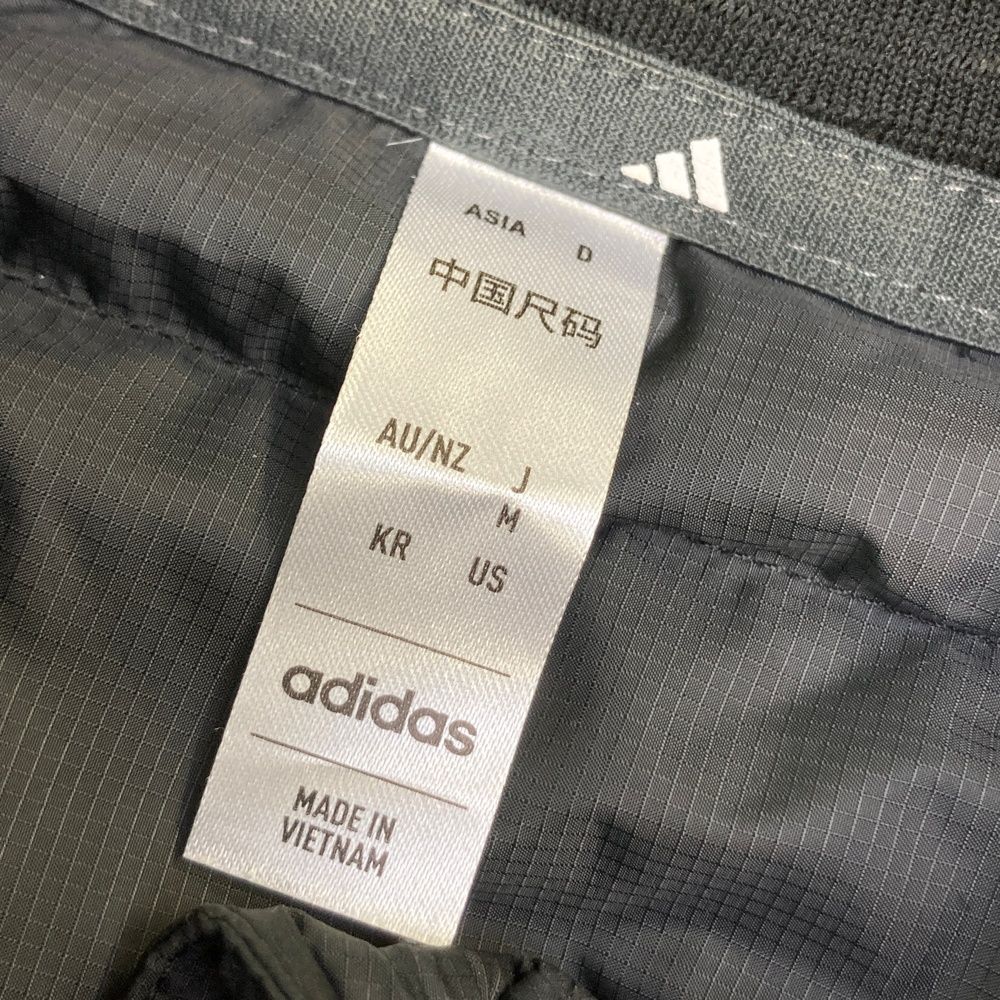 ASIA D
中国尺码
AU/NZ J
M
KR US
adidas
MADE IN
VIETNAM